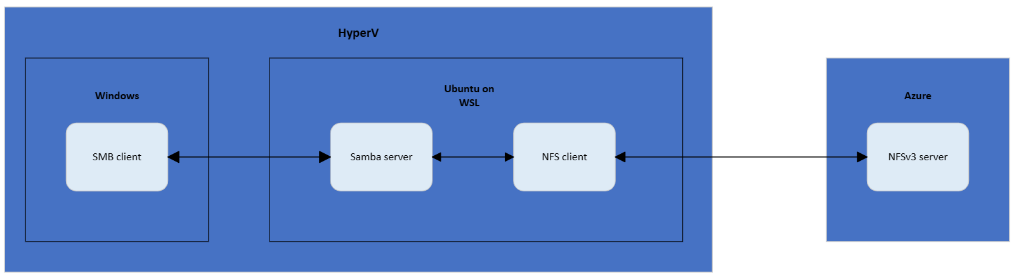 HyperV
Windows
Ubuntu on
WSL
Azure
SMB client
Samba server
NFS client
NFSv3 server